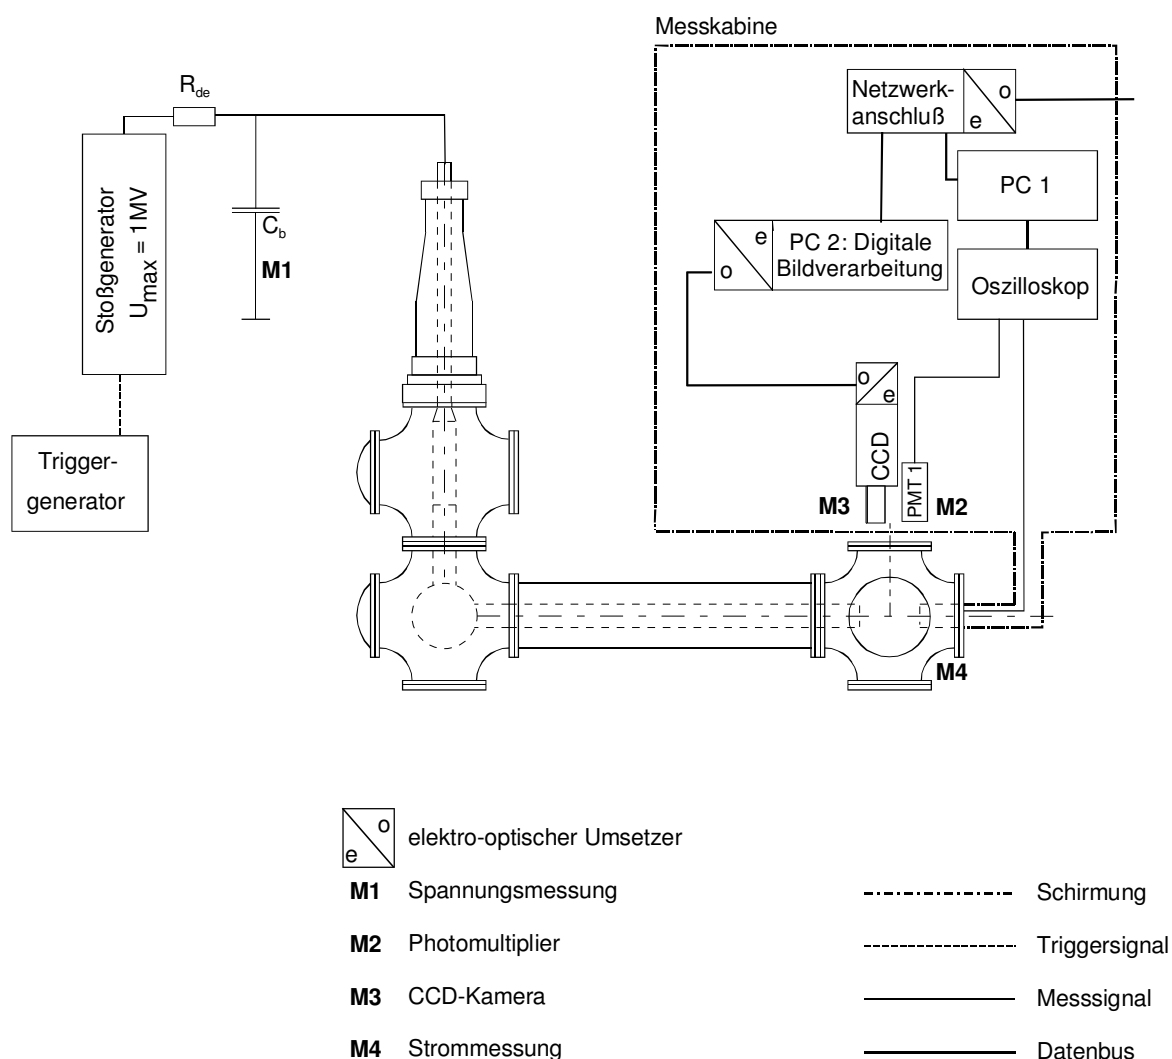 Messkabine
R_de
Netzwerk-
anschluß
o
e
PC 1
Stoßgenerator
U_max = 1MV
C_b
M1
e
o
PC 2: Digitale
Bildverarbeitung
Oszilloskop
o
e
CCD
PMT 1
M3
M2
Trigger-
generator
M4
o
e
elektro-optischer Umsetzer
M1 Spannungsmessung
Schirmung
M2 Photomultiplier
Triggersignal
M3 CCD-Kamera
Messsignal
M4 Strommessung
Datenbus